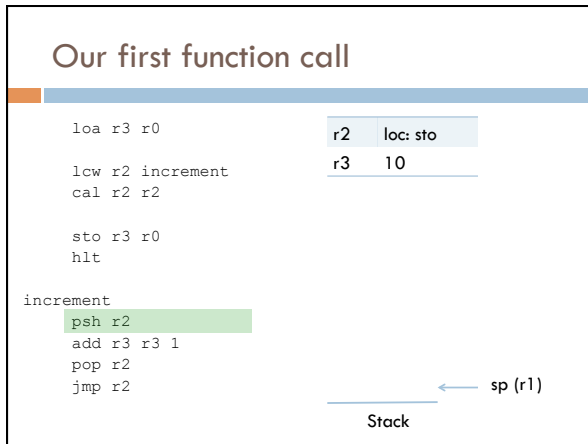 Our first function call
loa r3 r0
lcw r2 increment
cal r2 r2
sto r3 r0
hlt
increment
psh r2
add r3 r3 1
pop r2
jmp r2
r2 loc: sto
r3 10
sp (r1)
Stack